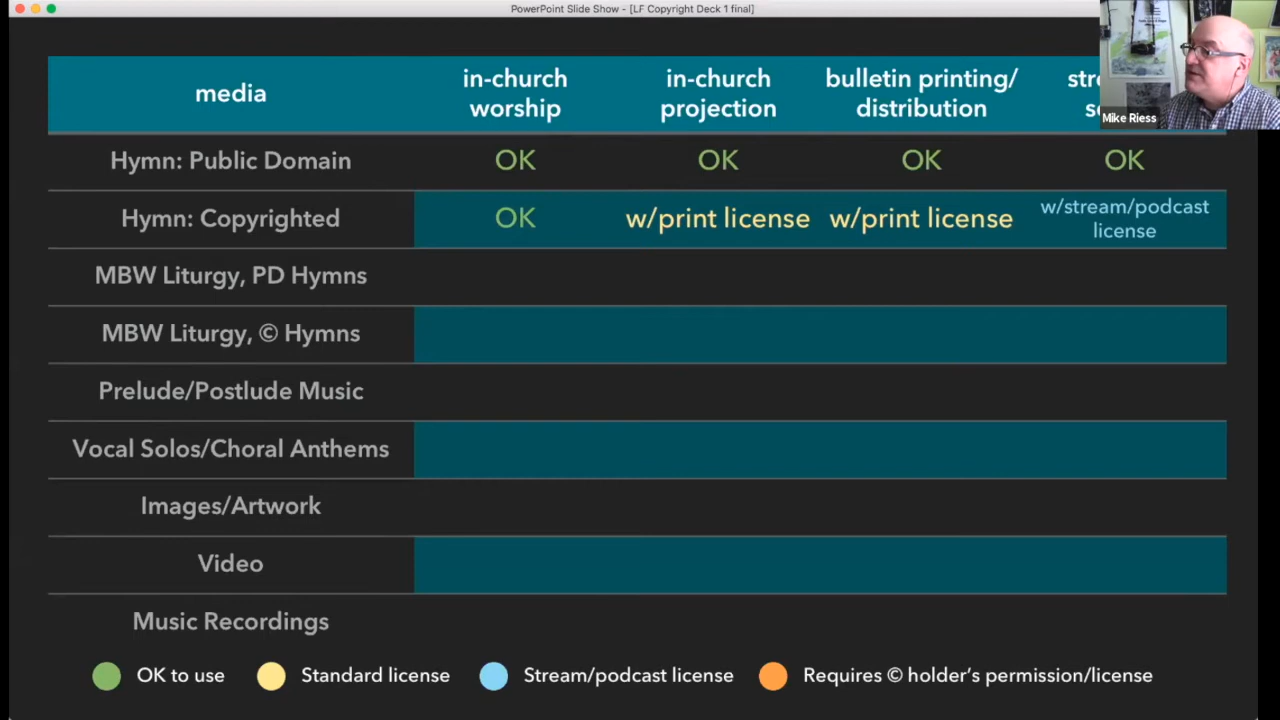 PowerPoint Slide Show - [LF Copyright Deck 1 final]
Mike Riess
media
in-church
worship
in-church
projection
bulletin printing/
distribution
Hymn: Public Domain
OK
OK
OK
OK
Hymn: Copyrighted
OK
w/print license
w/print license
w/stream/podcast
license
MBW Liturgy, PD Hymns
MBW Liturgy, © Hymns
Prelude/Postlude Music
Vocal Solos/Choral Anthems
Images/Artwork
Video
Music Recordings
OK to use
Standard license
Stream/podcast license
Requires © holder's permission/license